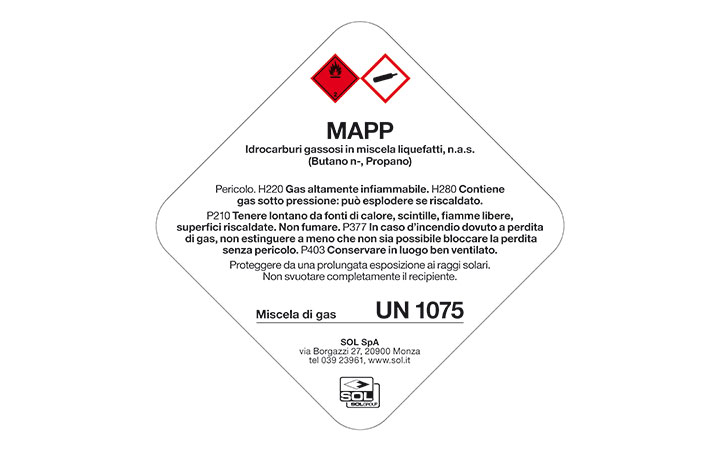 MAPP
Idrocarburi gassosi in miscela liquefatti, n.a.s.
(Butano n-, Propano)
Pericolo. H220 Gas altamente infiammabile. H280 Contiene
gas sotto pressione: può esplodere se riscaldato.
P210 Tenere lontano da fonti di calore, scintille, fiamme libere,
superfici riscaldate. Non fumare. P377 In caso d'incendio dovuto a perdita
di gas, non estinguere a meno che non sia possibile bloccare la perdita
senza pericolo. P403 Conservare in luogo ben ventilato.
Proteggere da una prolungata esposizione ai raggi solari.
Non svuotare completamente il recipiente.
Miscela di gas UN 1075
SOL SpA
via Borgazzi 27, 20900 Monza
tel 039 23961, www.sol.it
SOL
SOLGROUP